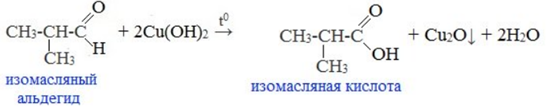 CH₃-CH-C
O
H
CH₃
+ 2Cu(OH)₂
t⁰
→
CH₃-CH-C
O
OH
CH₃
+ Cu₂O↓ + 2H₂O
изомасляный
альдегид
изомасляная кислота